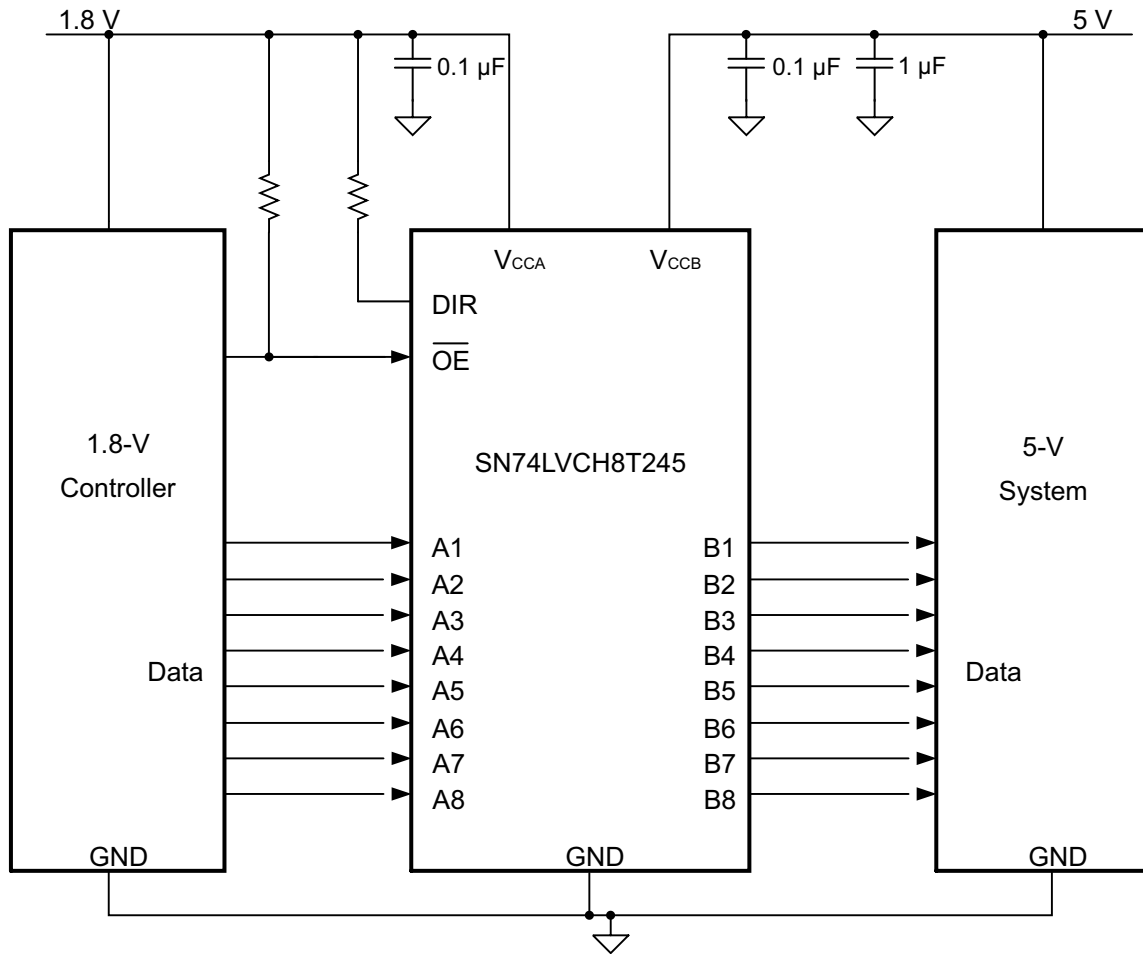 1.8 V
5 V
0.1 µF
0.1 µF
1 µF
VCCA
VCCB
DIR
OE
1.8-V
Controller
SN74LVCH8T245
5-V
System
A1
B1
A2
B2
A3
B3
A4
B4
Data
Data
A5
B5
A6
B6
A7
B7
A8
B8
GND
GND
GND